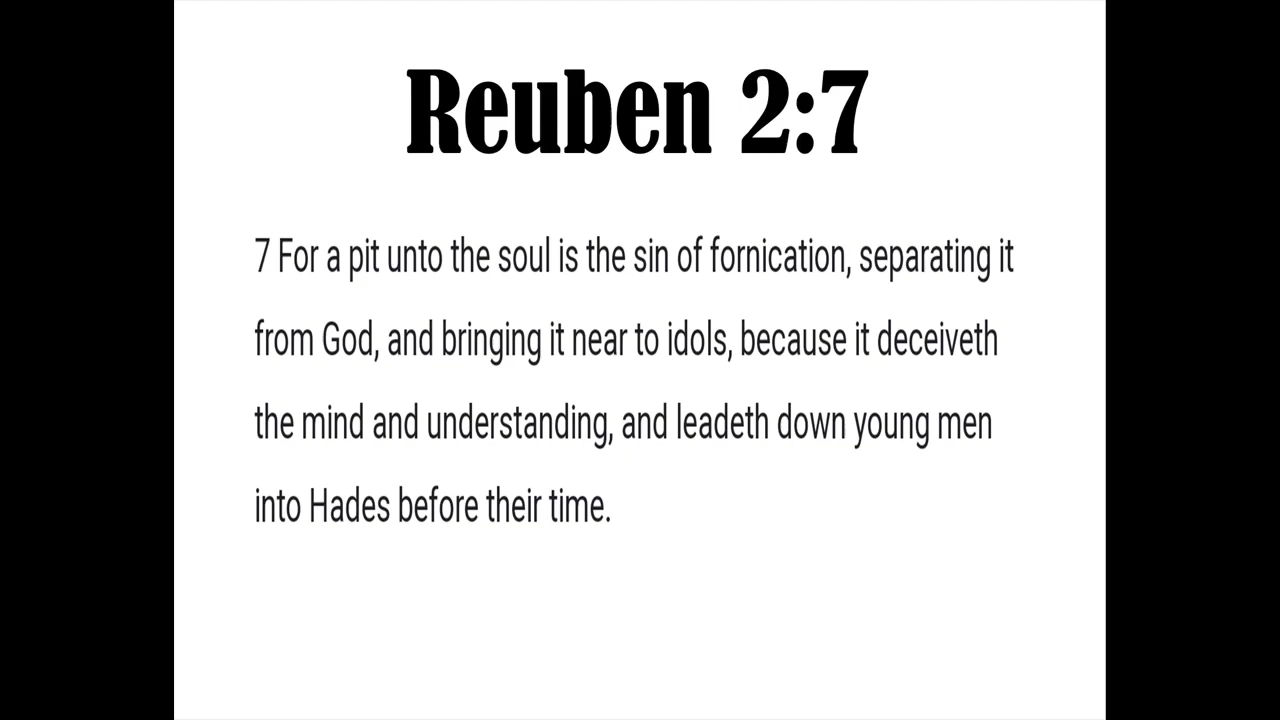 Reuben 2:7
7 For a pit unto the soul is the sin of fornication, separating it
from God, and bringing it near to idols, because it deceiveth
the mind and understanding, and leadeth down young men
into Hades before their time.